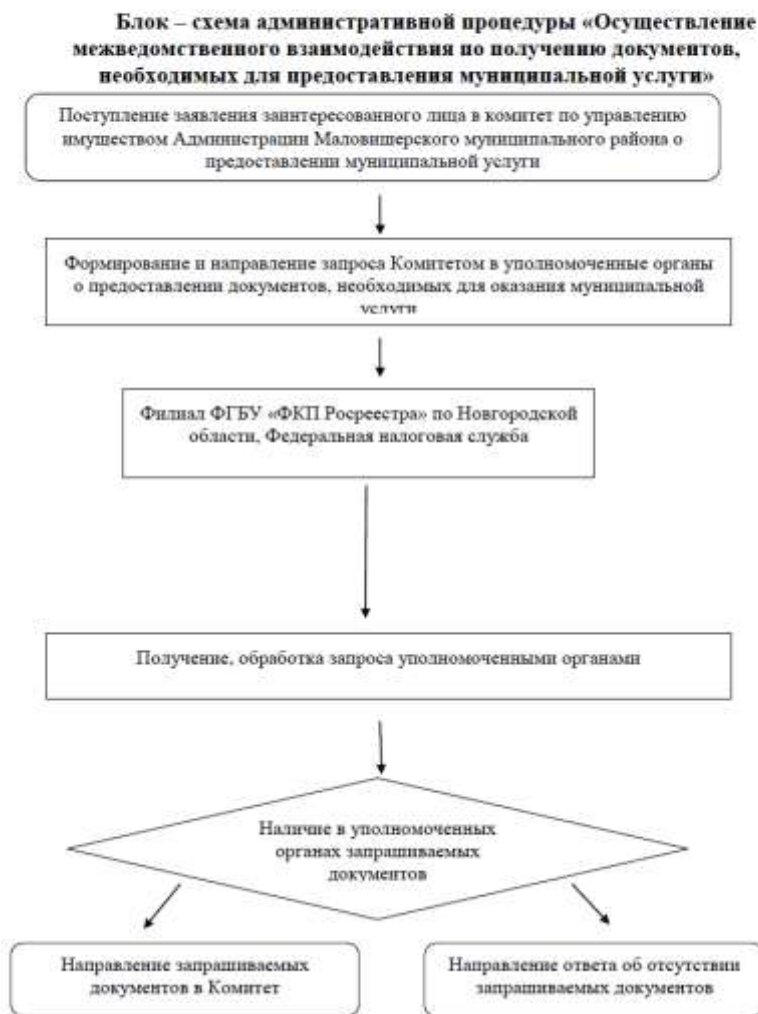 Блок – схема административной процедуры «Осуществление
межведомственного взаимодействия по получению документов,
необходимых для предоставления муниципальной услуги»
Поступление заявления заинтересованного лица в комитет по управлению
имуществом Администрации Маловишерского муниципального района о
предоставлении муниципальной услуги
Формирование и направление запроса Комитетом в уполномоченные органы
о предоставлении документов, необходимых для оказания муниципальной
услуги
Филиал ФГБУ «ФКП Росреестра» по Новгородской
области, Федеральная налоговая служба
Получение, обработка запроса уполномоченными органами
Наличие в уполномоченных
органах запрашиваемых
документов
Направление запрашиваемых
документов в Комитет
Направление ответа об отсутствии
запрашиваемых документов